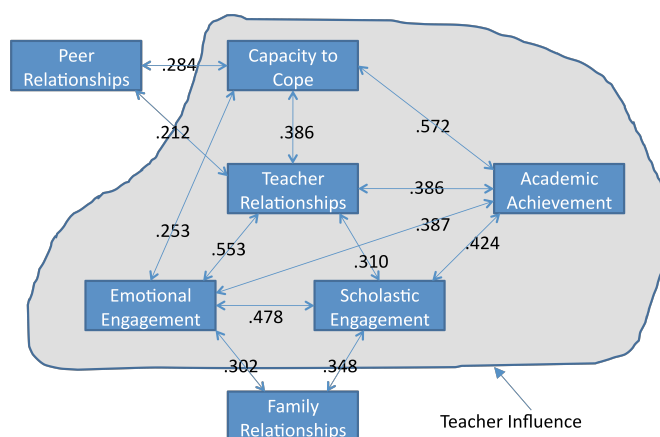 Peer
Relationships
.284
Capacity to
Cope
.212
.386
.572
Teacher
Relationships
.386
Academic
Achievement
.253
.553
.387
.310
.424
Emotional
Engagement
.478
Scholastic
Engagement
.302
.348
Family
Relationships
Teacher Influence